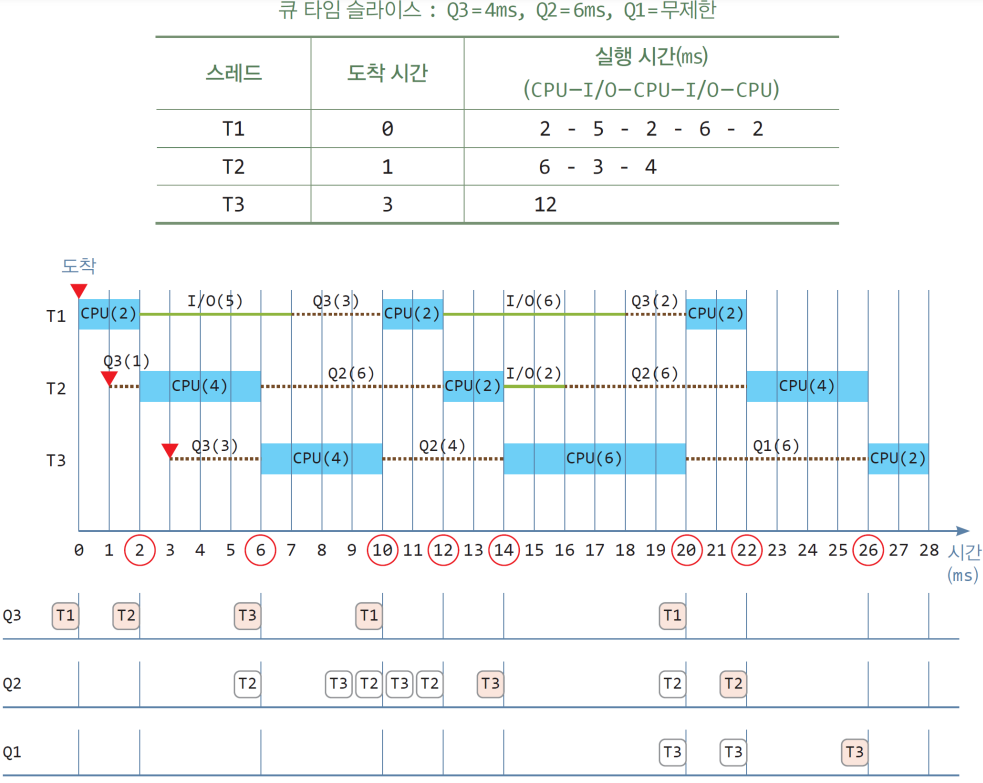 큐 타임 슬라이스 : Q3=4ms, Q2=6ms, Q1=무제한
스레드 도착 시간 실행 시간(ms)
(CPU-I/O-CPU-I/O-CPU)
T1 0 2 - 5 - 2 - 6 - 2
T2 1 6 - 3 - 4
T3 3 12
도착
T1 CPU(2) I/O(5) Q3(3) CPU(2) I/O(6) Q3(2) CPU(2)
T2 Q3(1) CPU(4) Q2(6) CPU(2) I/O(2) Q2(6) CPU(4)
T3 Q3(3) CPU(4) Q2(4) CPU(6) Q1(6) CPU(2)
0 1 2 3 4 5 6 7 8 9 10 11 12 13 14 15 16 17 18 19 20 21 22 23 24 25 26 27 28 시간
(ms)
Q3 T1 T2 T3 T1 T1
Q2 T2 T3 T2 T3 T2 T3 T2 T2
Q1 T3 T3 T3